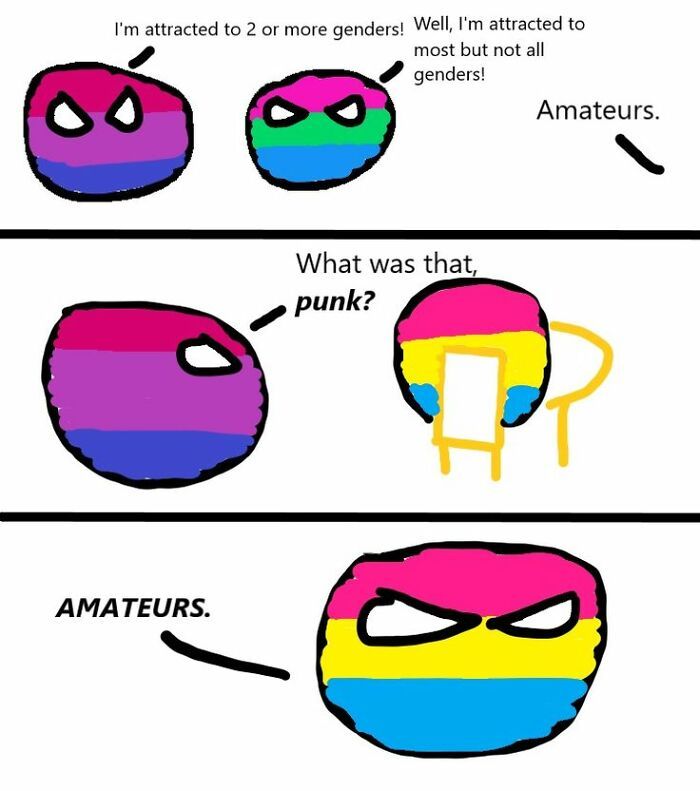 I'm attracted to 2 or more genders!
Well, I'm attracted to
most but not all
genders!
Amateurs.
What was that,
punk?
AMATEURS.